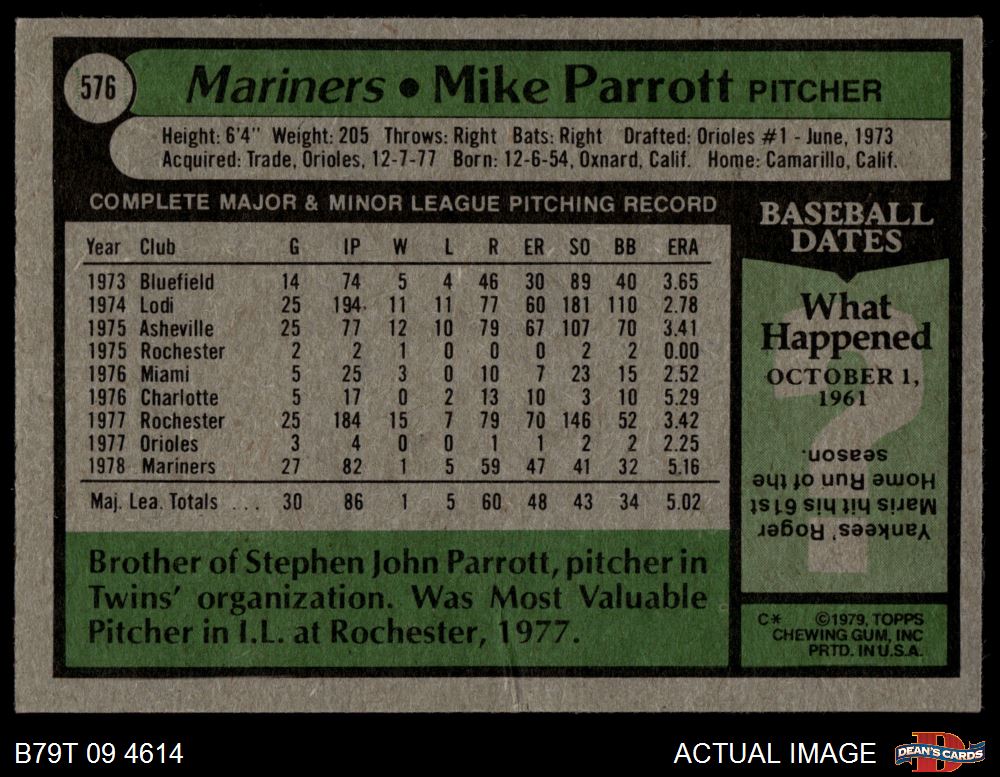 576
Mariners • Mike Parrott PITCHER
Height: 6'4" Weight: 205 Throws: Right Bats: Right Drafted: Orioles #1 - June, 1973
Acquired: Trade, Orioles, 12-7-77 Born: 12-6-54, Oxnard, Calif. Home: Camarillo, Calif.
COMPLETE MAJOR & MINOR LEAGUE PITCHING RECORD
Year Club G IP W L R ER SO BB ERA
1973 Bluefield 14 74 5 4 46 30 89 40 3.65
1974 Lodi 25 194 11 11 77 60 181 110 2.78
1975 Asheville 25 77 12 10 79 67 107 70 3.41
1975 Rochester 2 2 1 0 0 0 2 2 0.00
1976 Miami 5 25 3 0 10 7 23 15 2.52
1976 Charlotte 5 17 0 2 13 10 3 10 5.29
1977 Rochester 25 184 15 7 79 70 146 52 3.42
1977 Orioles 3 4 0 0 1 1 2 2 2.25
1978 Mariners 27 82 1 5 59 47 41 32 5.16
Maj. Lea. Totals ... 30 86 1 5 60 48 43 34 5.02
Brother of Stephen John Parrott, pitcher in
Twins' organization. Was Most Valuable
Pitcher in I.L. at Rochester, 1977.
BASEBALL
DATES
What
Happened
OCTOBER 1,
1961
Yankees' Roger
Maris hit his 61st
Home Run of the
season.
C* ©1979, TOPPS
CHEWING GUM, INC
PRTD. IN U.S.A.
B79T 09 4614
ACTUAL IMAGE
DEAN'S CARDS